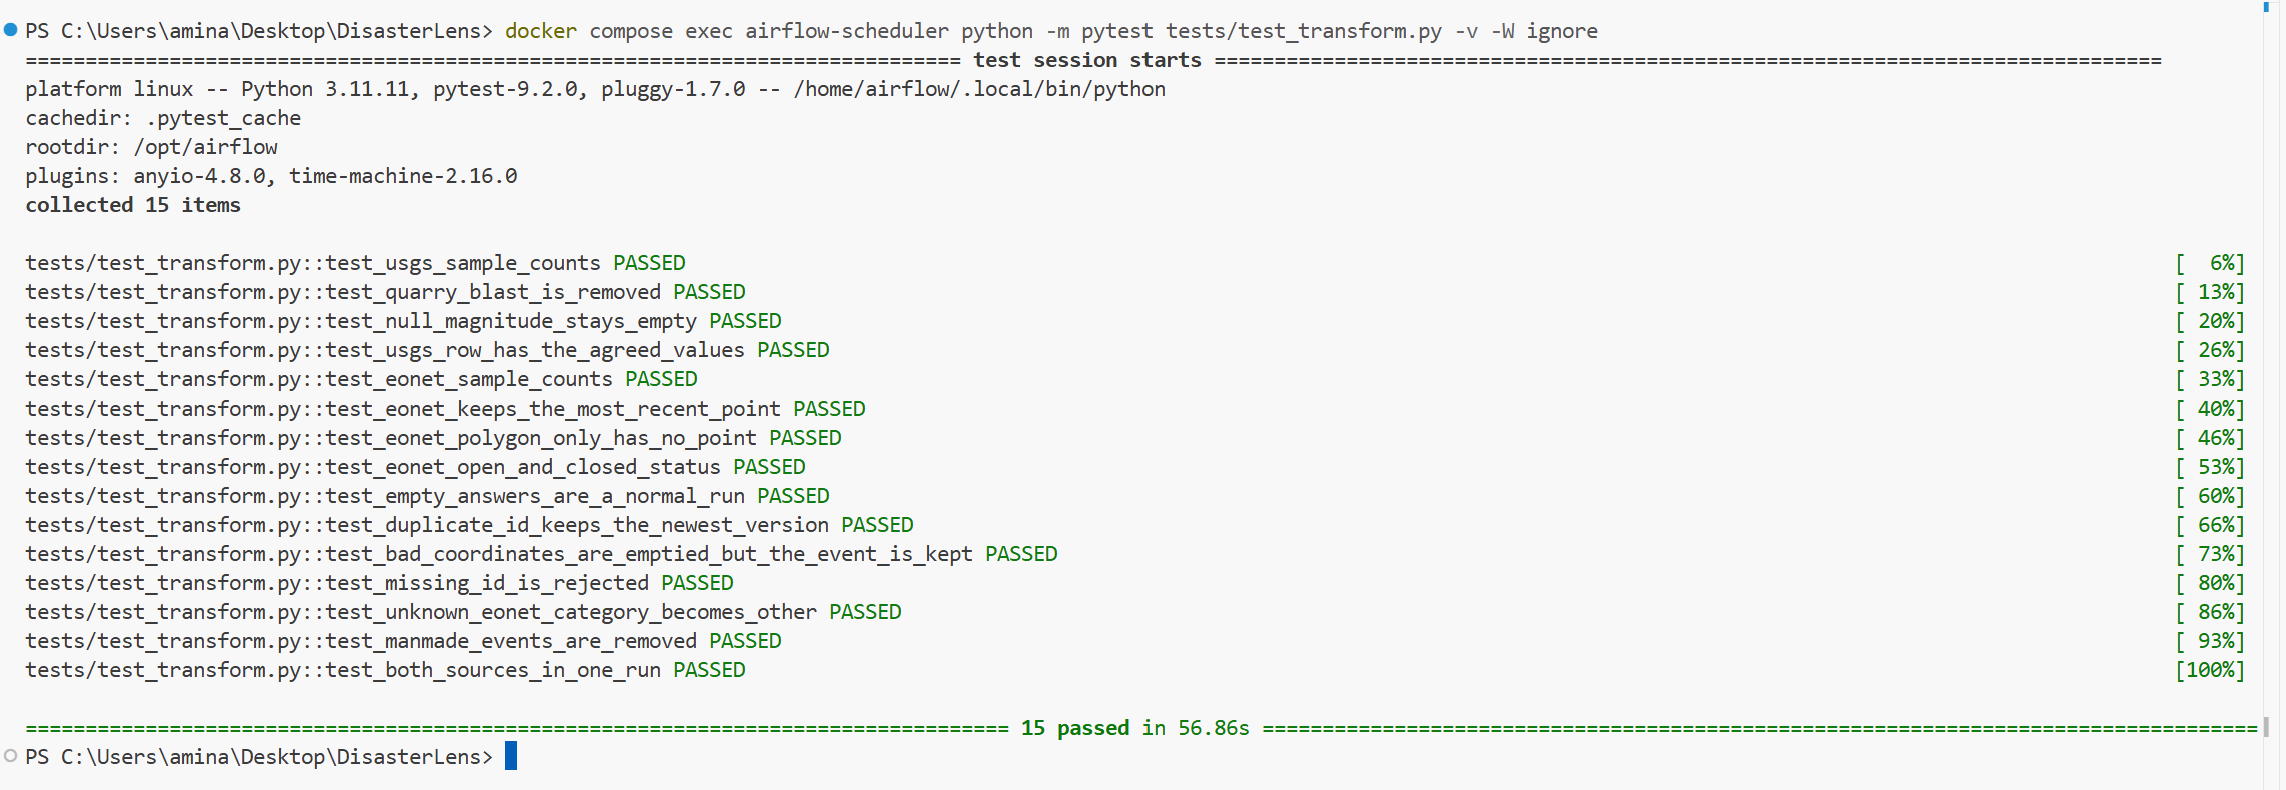 PS C:\Users\amina\Desktop\DisasterLens> docker compose exec airflow-scheduler python -m pytest tests/test_transform.py -v -W ignore
============================================================================== test session starts ===============================================================================
platform linux -- Python 3.11.11, pytest-9.2.0, pluggy-1.7.0 -- /home/airflow/.local/bin/python
cachedir: .pytest_cache
rootdir: /opt/airflow
plugins: anyio-4.8.0, time-machine-2.16.0
collected 15 items
tests/test_transform.py::test_usgs_sample_counts PASSED [  6%]
tests/test_transform.py::test_quarry_blast_is_removed PASSED [ 13%]
tests/test_transform.py::test_null_magnitude_stays_empty PASSED [ 20%]
tests/test_transform.py::test_usgs_row_has_the_agreed_values PASSED [ 26%]
tests/test_transform.py::test_eonet_sample_counts PASSED [ 33%]
tests/test_transform.py::test_eonet_keeps_the_most_recent_point PASSED [ 40%]
tests/test_transform.py::test_eonet_polygon_only_has_no_point PASSED [ 46%]
tests/test_transform.py::test_eonet_open_and_closed_status PASSED [ 53%]
tests/test_transform.py::test_empty_answers_are_a_normal_run PASSED [ 60%]
tests/test_transform.py::test_duplicate_id_keeps_the_newest_version PASSED [ 66%]
tests/test_transform.py::test_bad_coordinates_are_emptied_but_the_event_is_kept PASSED [ 73%]
tests/test_transform.py::test_missing_id_is_rejected PASSED [ 80%]
tests/test_transform.py::test_unknown_eonet_category_becomes_other PASSED [ 86%]
tests/test_transform.py::test_manmade_events_are_removed PASSED [ 93%]
tests/test_transform.py::test_both_sources_in_one_run PASSED [100%]
================================================================================== 15 passed in 56.86s ===================================================================================
PS C:\Users\amina\Desktop\DisasterLens>